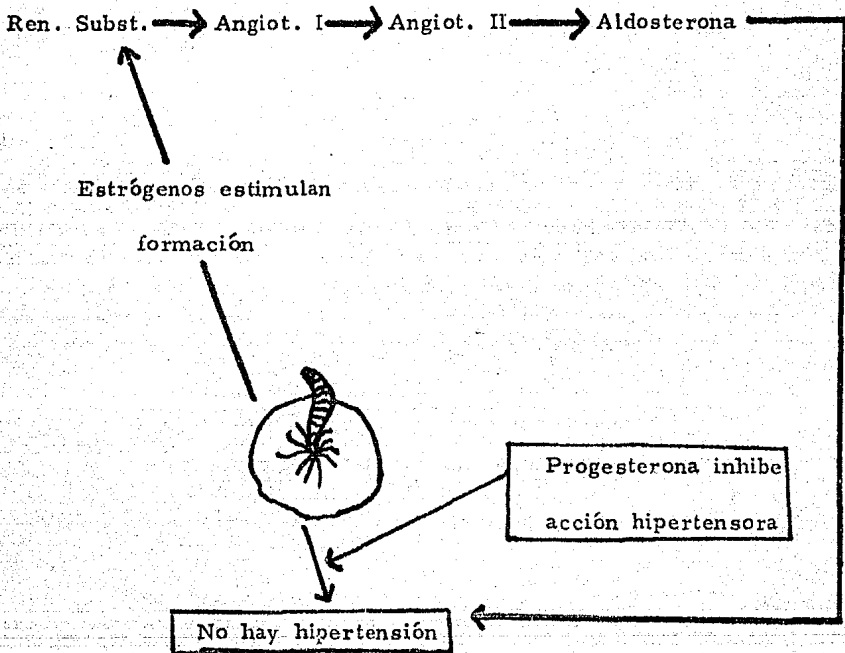 Ren. Subst. Angiot. I Angiot. II Aldosterona
Estrógenos estimulan
formación
Progesterona inhibe
acción hipertensora
No hay hipertensión